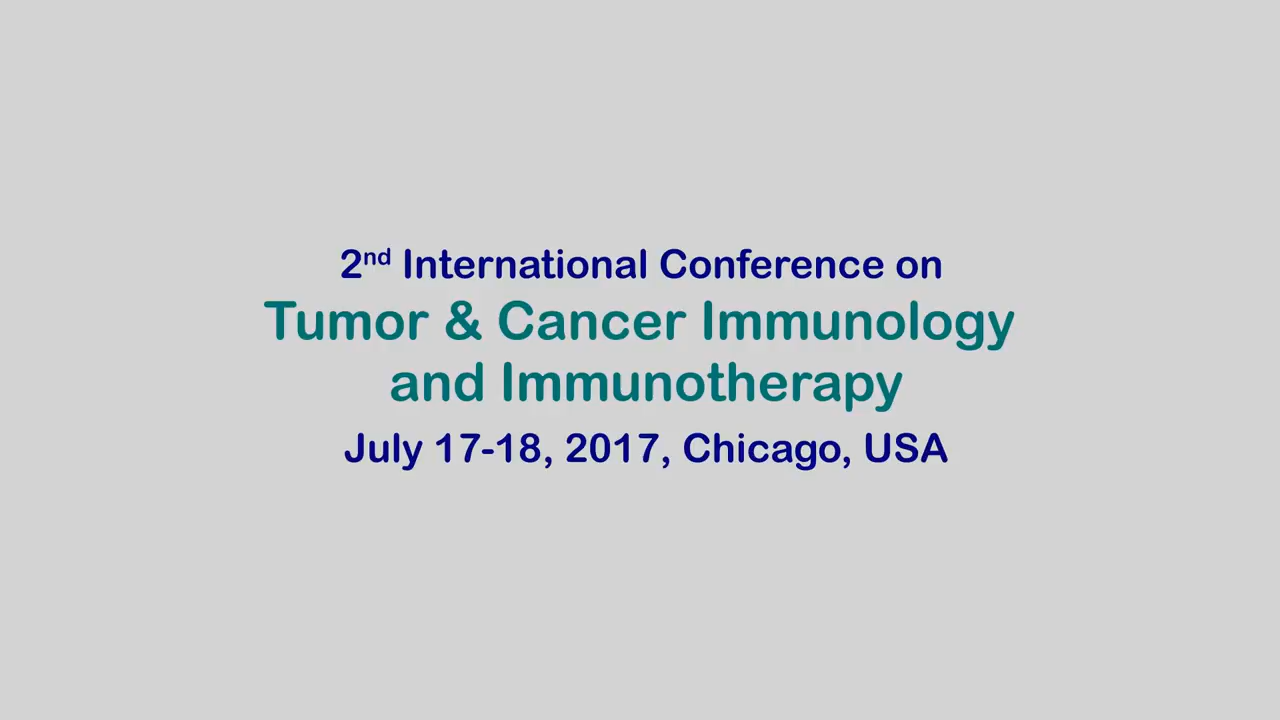 2nd International Conference on
Tumor & Cancer Immunology
and Immunotherapy
July 17-18, 2017, Chicago, USA